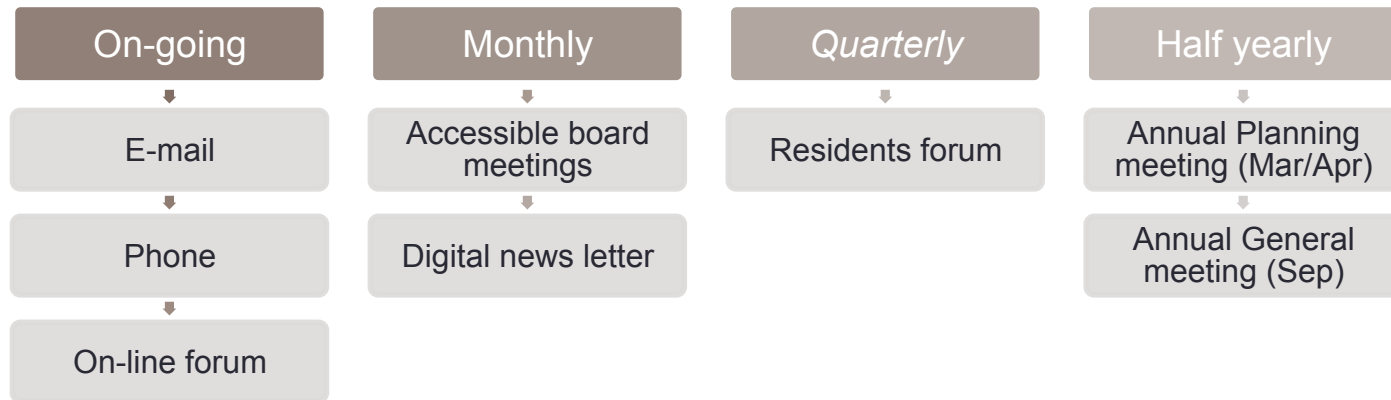 On-going
E-mail
Phone
On-line forum
Monthly
Accessible board
meetings
Digital news letter
Quarterly
Residents forum
Half yearly
Annual Planning
meeting (Mar/Apr)
Annual General
meeting (Sep)